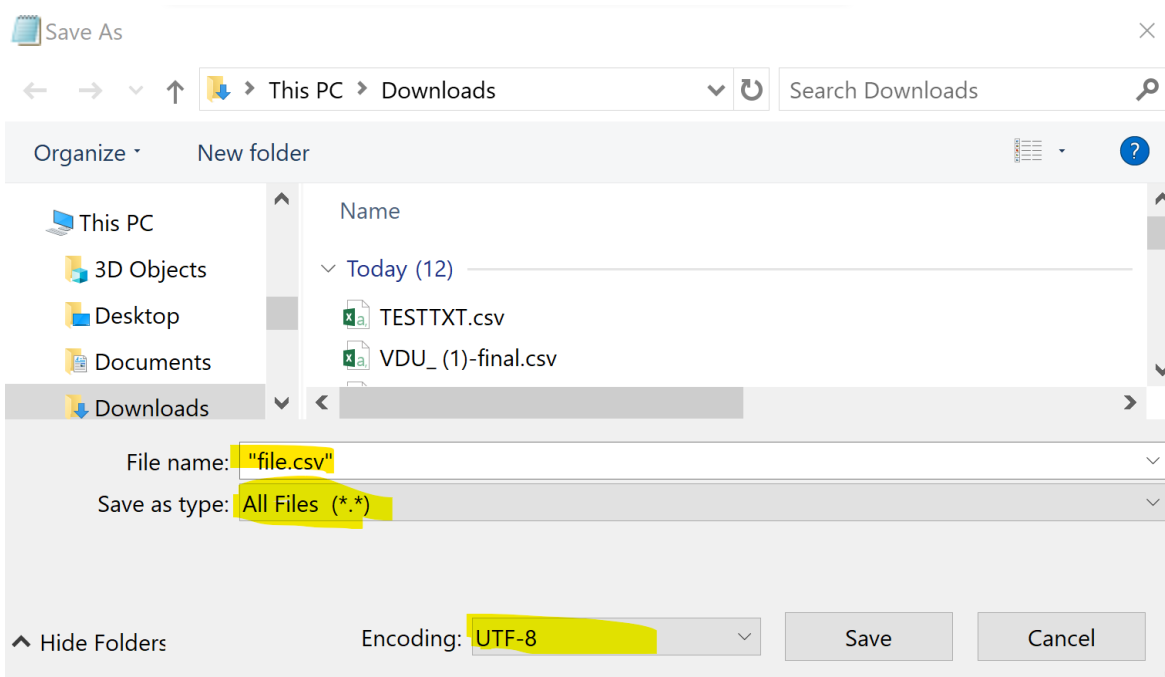 Save As
This PC > Downloads
Search Downloads
Organize
New folder
?
This PC
3D Objects
Desktop
Documents
Downloads
Name
Today (12)
TESTTXT.csv
VDU_ (1)-final.csv
File name: "file.csv"
Save as type: All Files (*.*)
Hide Folders
Encoding: UTF-8
Save
Cancel